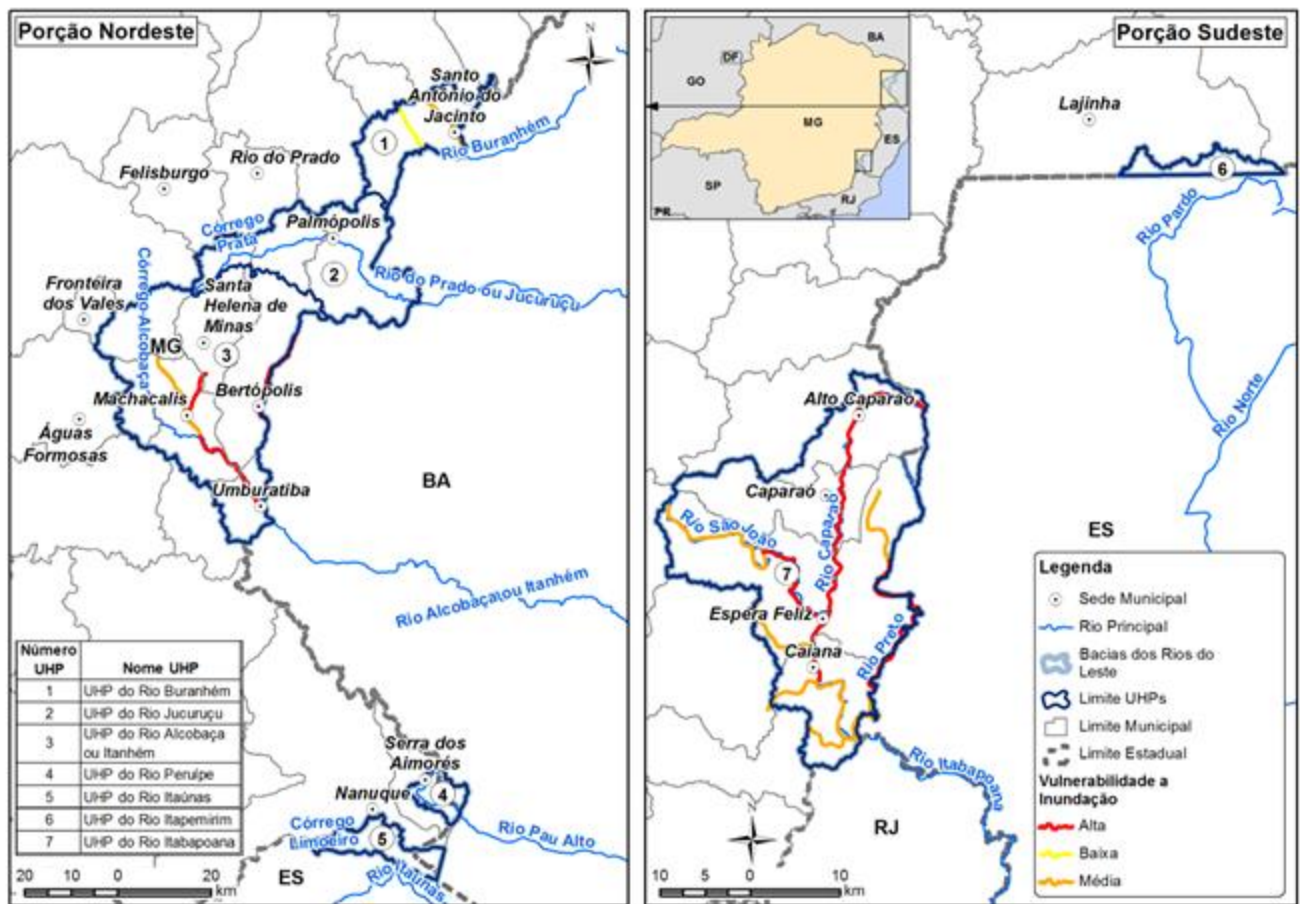 Porção Nordeste
N
Santo
Antônio do
Jacinto
1
Rio Buranhém
Rio do Prado
Felisburgo
Córrego
Prata
Palmópolis
2
Rio do Prado ou Jucuruçu
Córrego Alcobaça
Fronteira
dos Vales
Santa
Helena de
Minas
MG
3
Machacalis
Bertópolis
Águas
Formosas
Umburatiba
BA
Rio Alcobaça ou Itanhém
Número
UHP
Nome UHP
1 UHP do Rio Buranhém
2 UHP do Rio Jucuruçu
3 UHP do Rio Alcobaça
ou Itanhém
4 UHP do Rio Peruípe
5 UHP do Rio Itaúnas
6 UHP do Rio Itapemirim
7 UHP do Rio Itabapoana
Serra dos
Aimorés
4
Nanuque
Córrego
Limoeiro
5
Rio Pau Alto
Rio Itaúnas
ES
20 10 0 10 20
km
Porção Sudeste
BA
DF
GO
MG
ES
SP
RJ
PR
Lajinha
6
Rio Pardo
Rio Norte
Alto Caparaó
Caparaó
Rio Caparaó
Rio São João
7
Espera Feliz
Rio Preto
Caiana
ES
Rio Itabapoana
N
RJ
10 5 0 10
km
Legenda
Sede Municipal
Rio Principal
Bacias dos Rios do
Leste
Limite UHPs
Limite Municipal
Limite Estadual
Vulnerabilidade a
Inundação
Alta
Baixa
Média